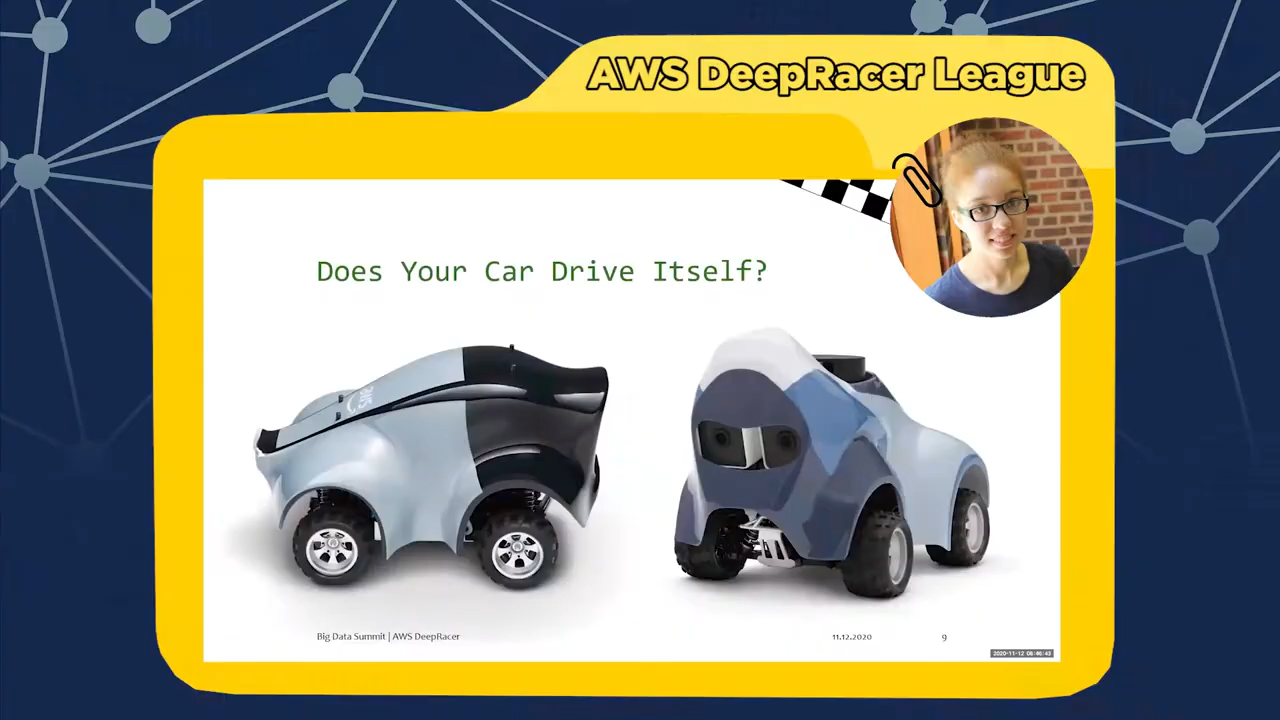 AWS DeepRacer League
Does Your Car Drive Itself?
aws
Big Data Summit | AWS DeepRacer
11.12.2020
9
2020-11-12 08:46:43